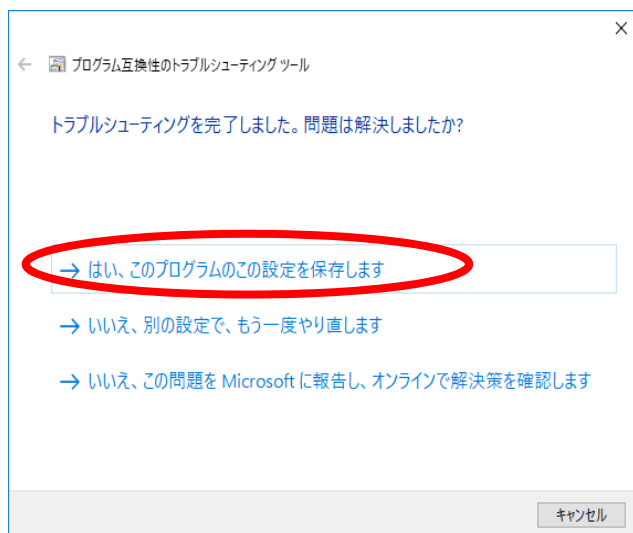 プログラム互換性のトラブルシューティング ツール
トラブルシューティングを完了しました。問題は解決しましたか?
はい、このプログラムのこの設定を保存します
いいえ、別の設定で、もう一度やり直します
いいえ、この問題を Microsoft に報告し、オンラインで解決策を確認します
キャンセル